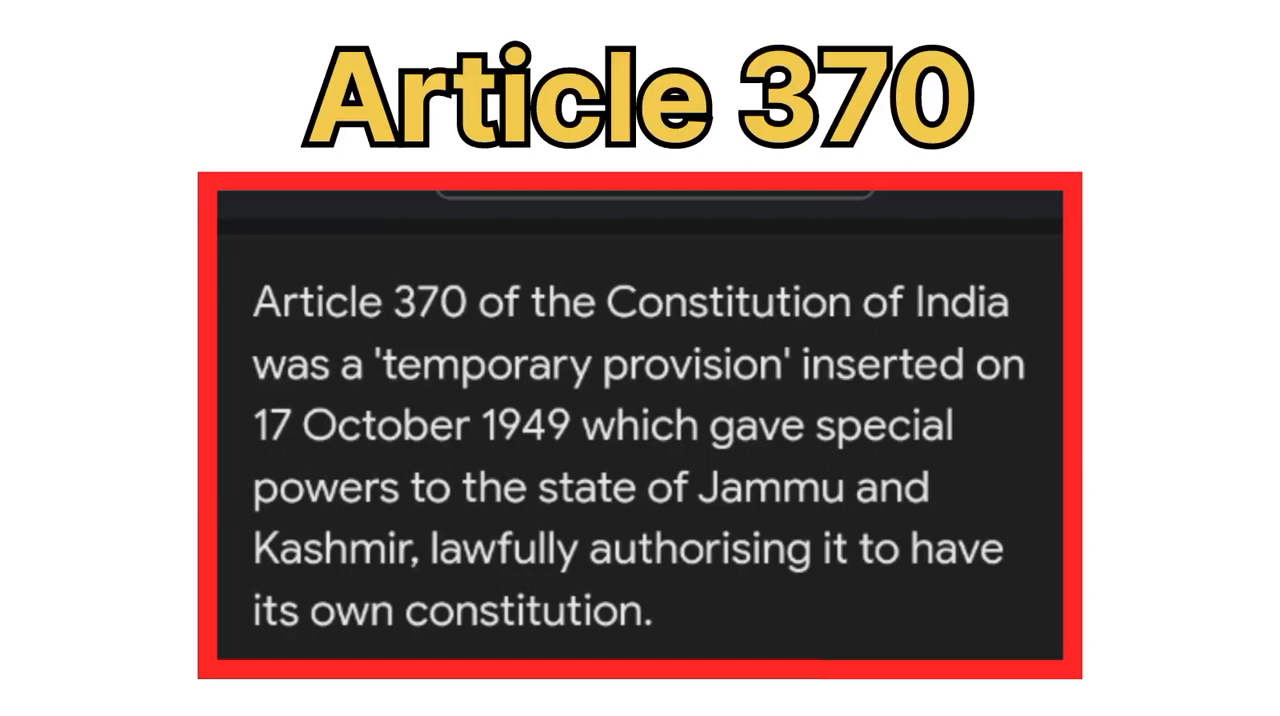 Article 370
Article 370 of the Constitution of India
was a 'temporary provision' inserted on
17 October 1949 which gave special
powers to the state of Jammu and
Kashmir, lawfully authorising it to have
its own constitution.